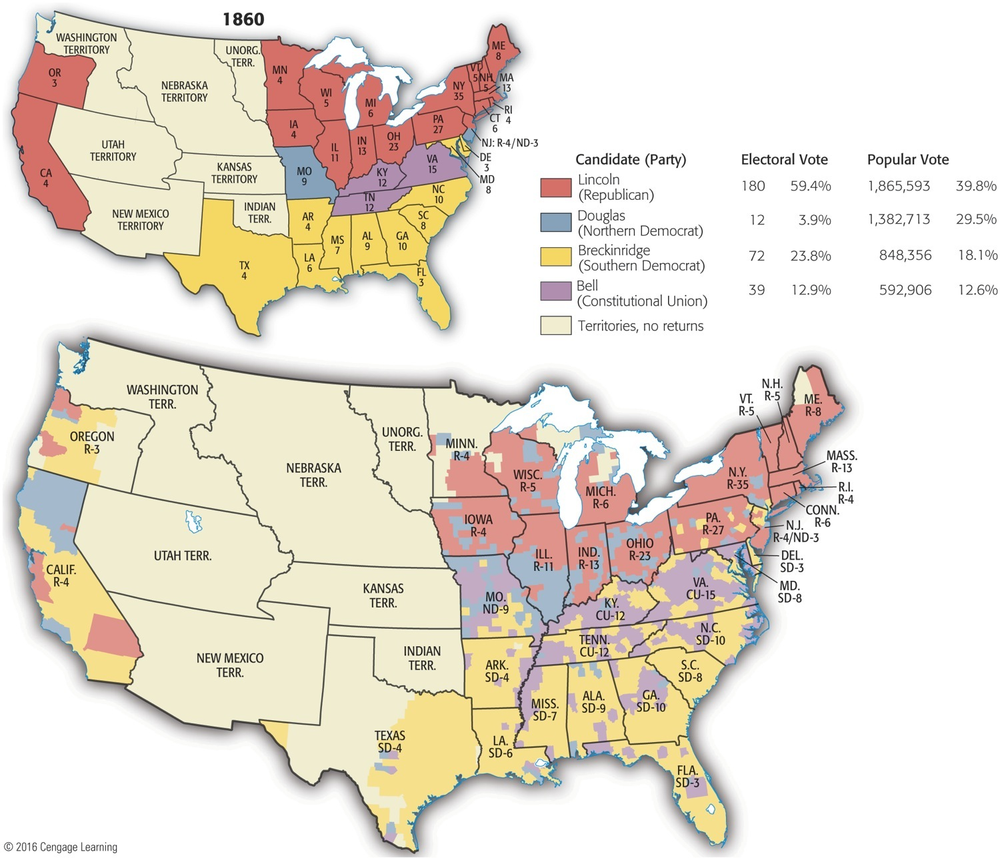 1860
WASHINGTON
TERRITORY
UNORG.
TERR.
NEBRASKA
TERRITORY
OR
3
MN
4
WI
5
MI
6
ME
8
VT
5
NH
5
MA
13
NY
35
RI
4
CT
6
PA
27
NJ: R-4/ND-3
DE
3
MD
8
IA
4
IL
11
IN
13
OH
23
UTAH
TERRITORY
KANSAS
TERRITORY
CA
4
MO
9
KY
12
VA
15
NEW MEXICO
TERRITORY
INDIAN
TERR.
TN
12
NC
10
SC
8
AR
4
MS
7
AL
9
GA
10
LA
6
TX
4
FL
3
Candidate (Party) Electoral Vote Popular Vote
Lincoln
(Republican) 180 59.4% 1,865,593 39.8%
Douglas
(Northern Democrat) 12 3.9% 1,382,713 29.5%
Breckinridge
(Southern Democrat) 72 23.8% 848,356 18.1%
Bell
(Constitutional Union) 39 12.9% 592,906 12.6%
Territories, no returns
WASHINGTON
TERR.
OREGON
R-3
NEBRASKA
TERR.
UNORG.
TERR.
MINN.
R-4
WISC.
R-5
MICH.
R-6
N.H.
R-5
VT.
R-5
ME.
R-8
MASS.
R-13
N.Y.
R-35
R.I.
R-4
CONN.
R-6
PA.
R-27
N.J.
R-4/ND-3
DEL.
SD-3
MD.
SD-8
IOWA
R-4
ILL.
R-11
IND.
R-13
OHIO
R-23
UTAH TERR.
CALIF.
R-4
KANSAS
TERR.
MO.
ND-9
KY.
CU-12
VA.
CU-15
NEW MEXICO
TERR.
INDIAN
TERR.
TENN.
CU-12
N.C.
SD-10
S.C.
SD-8
ARK.
SD-4
MISS.
SD-7
ALA.
SD-9
GA.
SD-10
TEXAS
SD-4
LA.
SD-6
FLA.
SD-3
© 2016 Cengage Learning